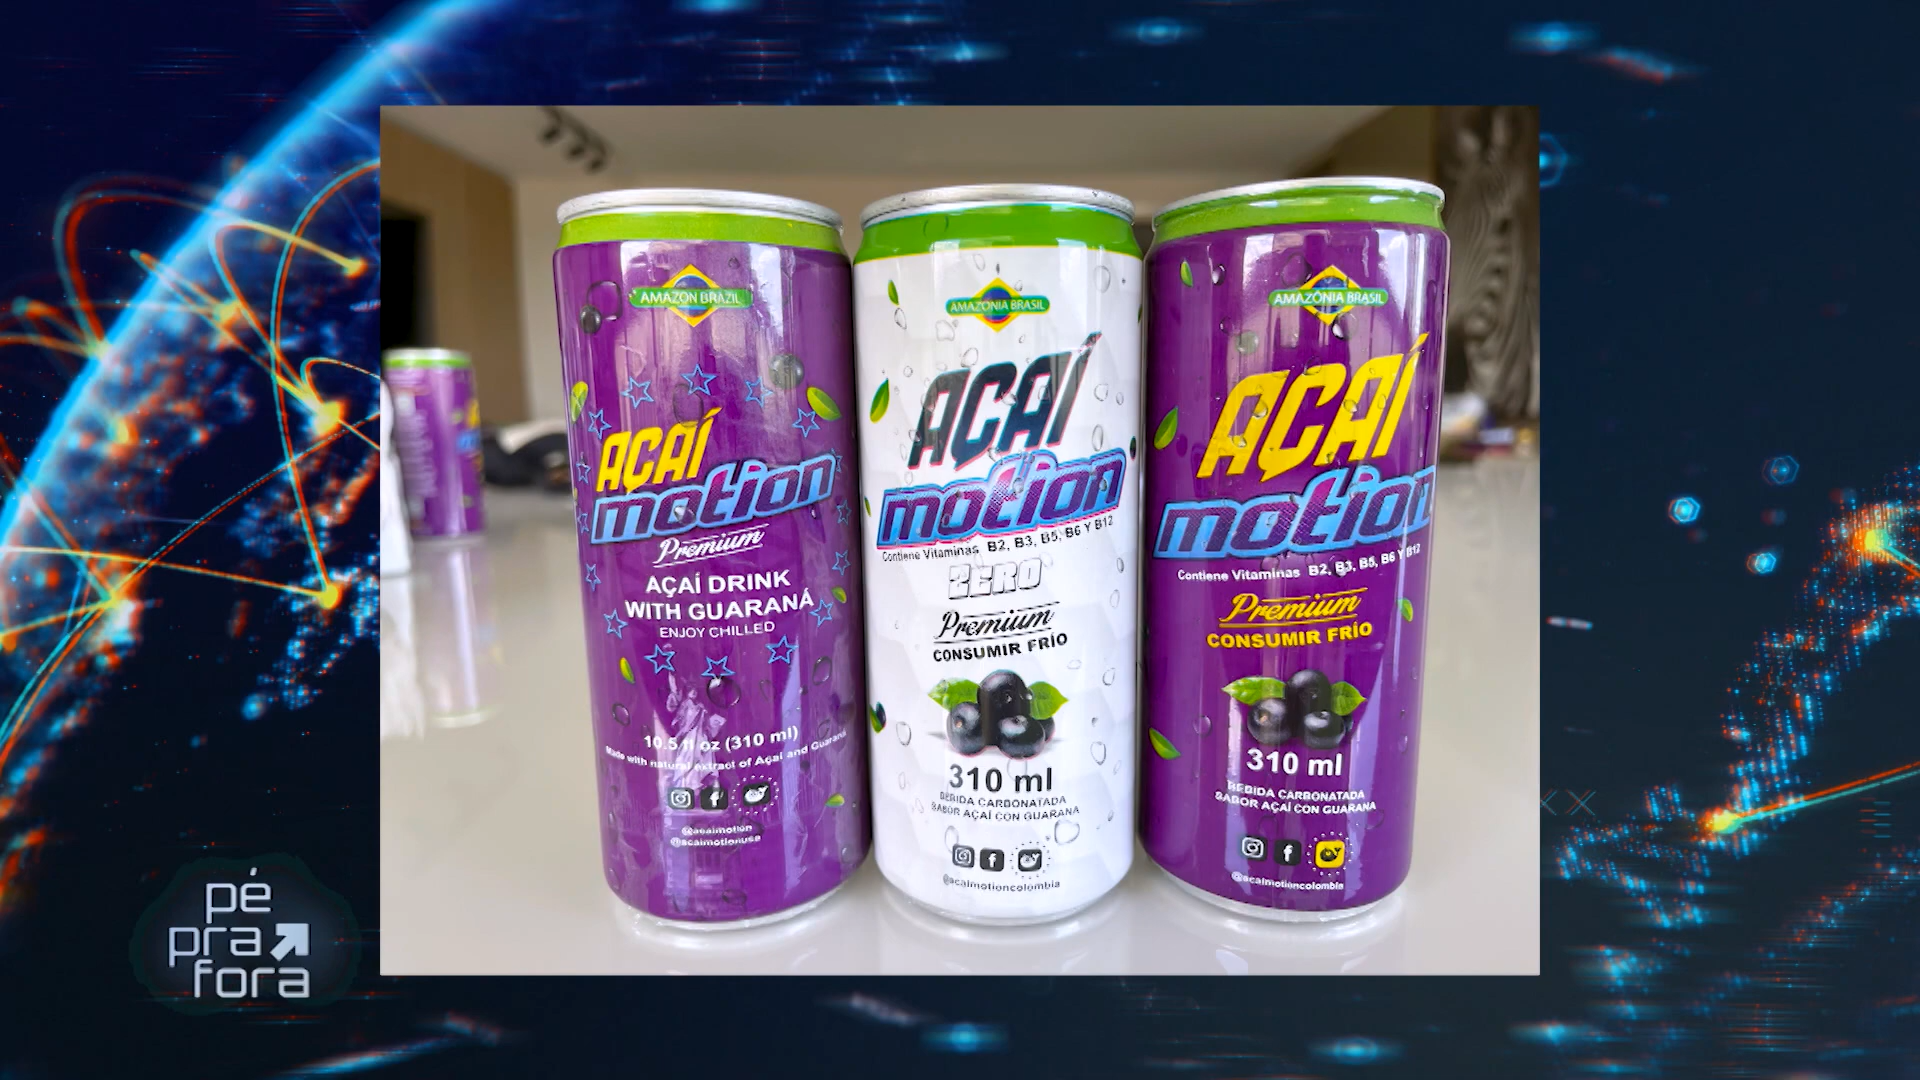 AMAZON BRAZIL
AÇAÍ
motion
Premium
AÇAÍ DRINK
WITH GUARANÁ
ENJOY CHILLED
10.5 fl oz (310 ml)
Made with natural extract of Açaí and Guaraná
@acaimotion
@acaimotionusa
AMAZONIA BRASIL
AÇAÍ
motion
Contiene Vitaminas B2, B3, B5, B6 Y B12
ZERO
Premium
CONSUMIR FRÍO
310 ml
BEBIDA CARBONATADA
SABOR AÇAÍ CON GUARANA
@acaimotioncolombia
AMAZÔNIA BRASIL
AÇAÍ
motion
Contiene Vitaminas B2, B3, B5, B6 Y B12
Premium
CONSUMIR FRÍO
310 ml
BEBIDA CARBONATADA
SABOR AÇAÍ CON GUARANA
@acaimotioncolombia
pé
pra
fora